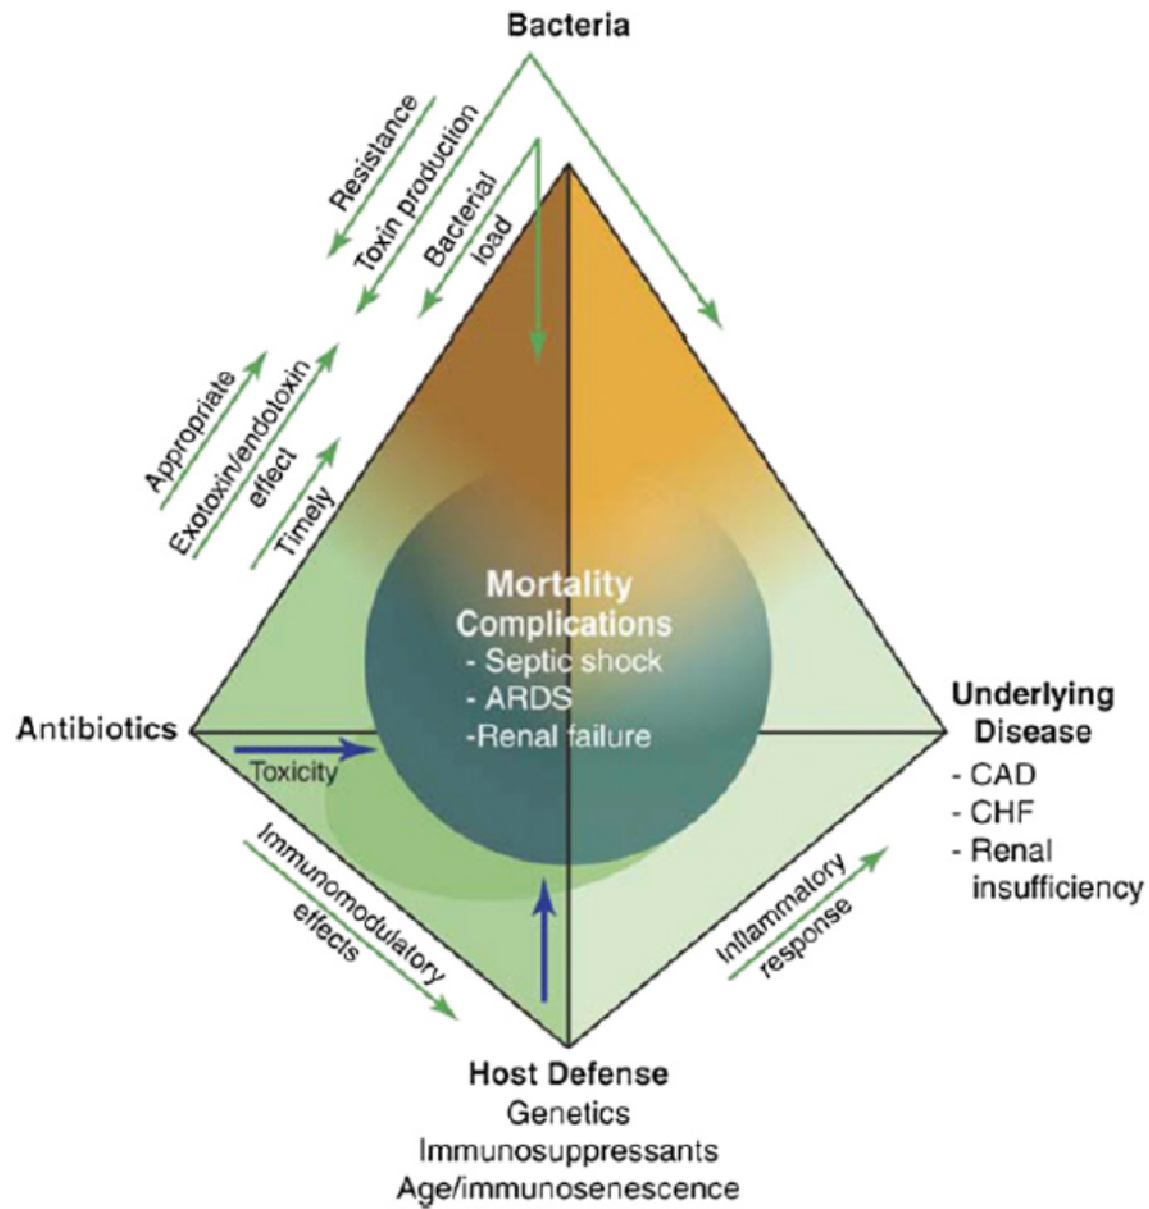 Bacteria
Resistance
Toxin production
Bacterial
load
Appropriate
Exotoxin/endotoxin
effect
Timely
Mortality
Complications
- Septic shock
- ARDS
-Renal failure
Antibiotics
Toxicity
Underlying
Disease
- CAD
- CHF
- Renal
insufficiency
Immunomodulatory
effects
Inflammatory
response
Host Defense
Genetics
Immunosuppressants
Age/immunosenescence